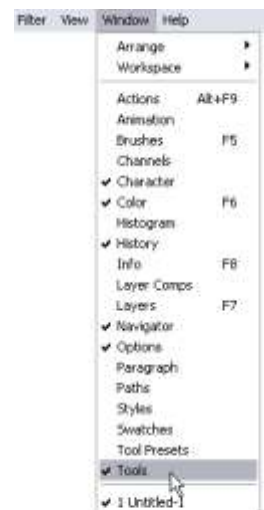 Filter View Window Help
Arrange
Workspace
Actions Alt+F9
Animation
Brushes F5
Channels
Character
Color F6
Histogram
History
Info F8
Layer Comps
Layers F7
Navigator
Options
Paragraph
Paths
Styles
Swatches
Tool Presets
Tools
1 Untitled-1